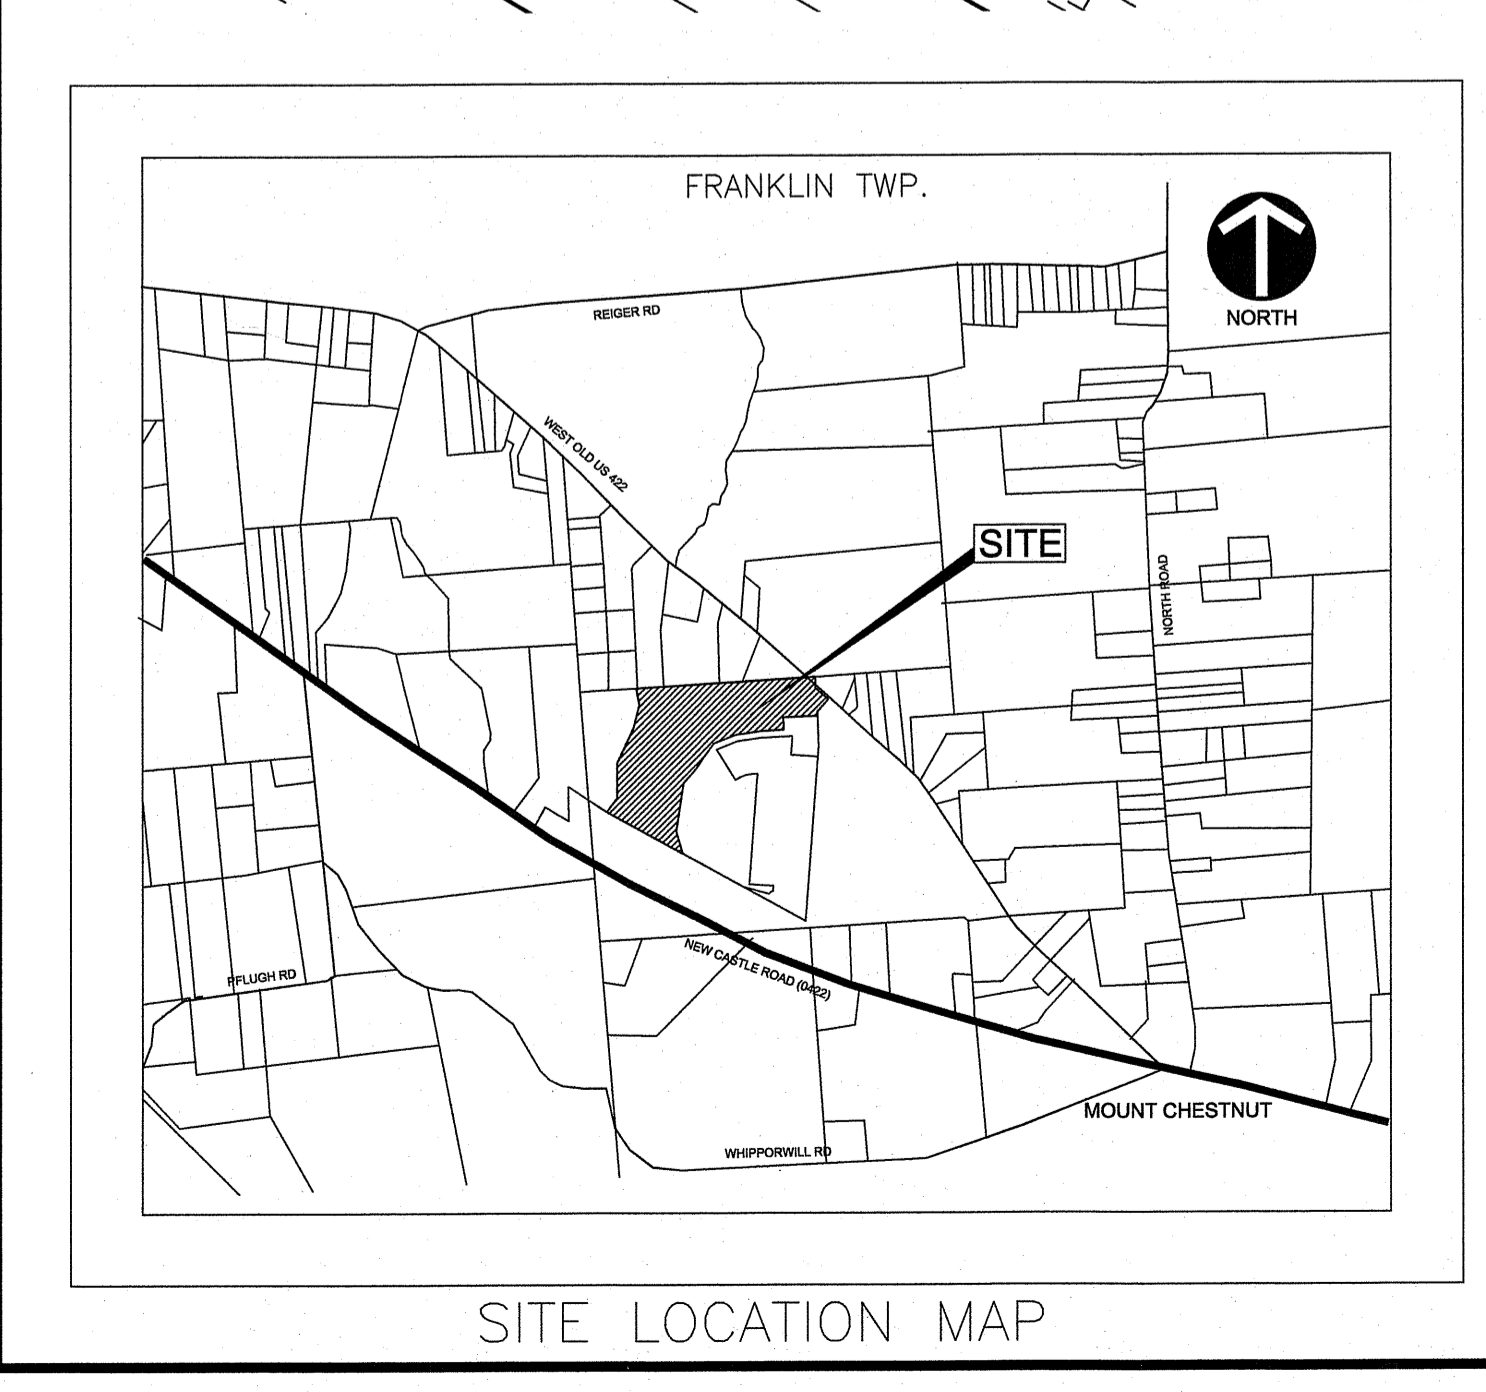 FRANKLIN TWP.
NORTH
REIGER RD
WEST OLD US 422
SITE
NORTH ROAD
NEW CASTLE ROAD (0422)
PFLUGH RD
MOUNT CHESTNUT
WHIPPORWILL RD
SITE LOCATION MAP